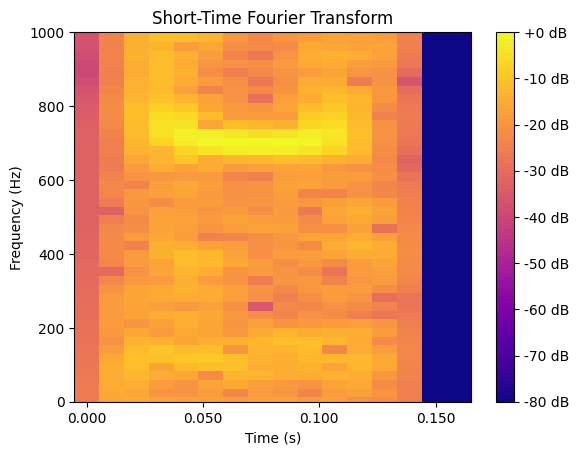 Short-Time Fourier Transform
Frequency (Hz)
1000
800
600
400
200
0
0.000
0.050
0.100
0.150
Time (s)
+0 dB
-10 dB
-20 dB
-30 dB
-40 dB
-50 dB
-60 dB
-70 dB
-80 dB